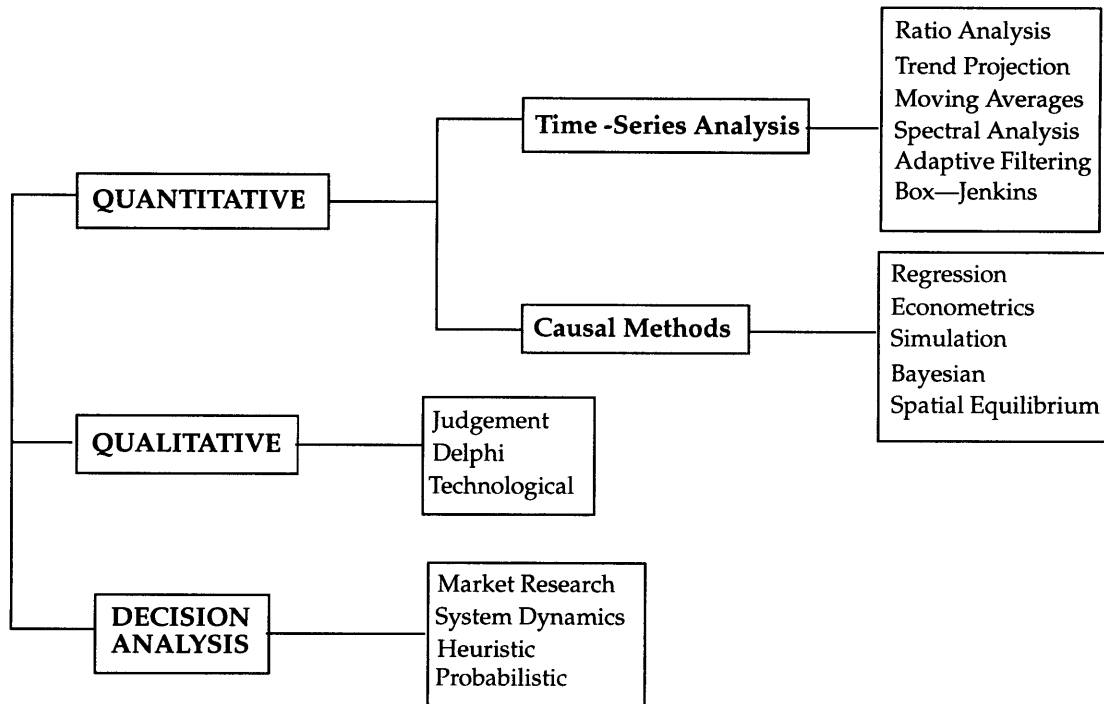 QUANTITATIVE
Time -Series Analysis
Ratio Analysis
Trend Projection
Moving Averages
Spectral Analysis
Adaptive Filtering
Box—Jenkins
Causal Methods
Regression
Econometrics
Simulation
Bayesian
Spatial Equilibrium
QUALITATIVE
Judgement
Delphi
Technological
DECISION
ANALYSIS
Market Research
System Dynamics
Heuristic
Probabilistic